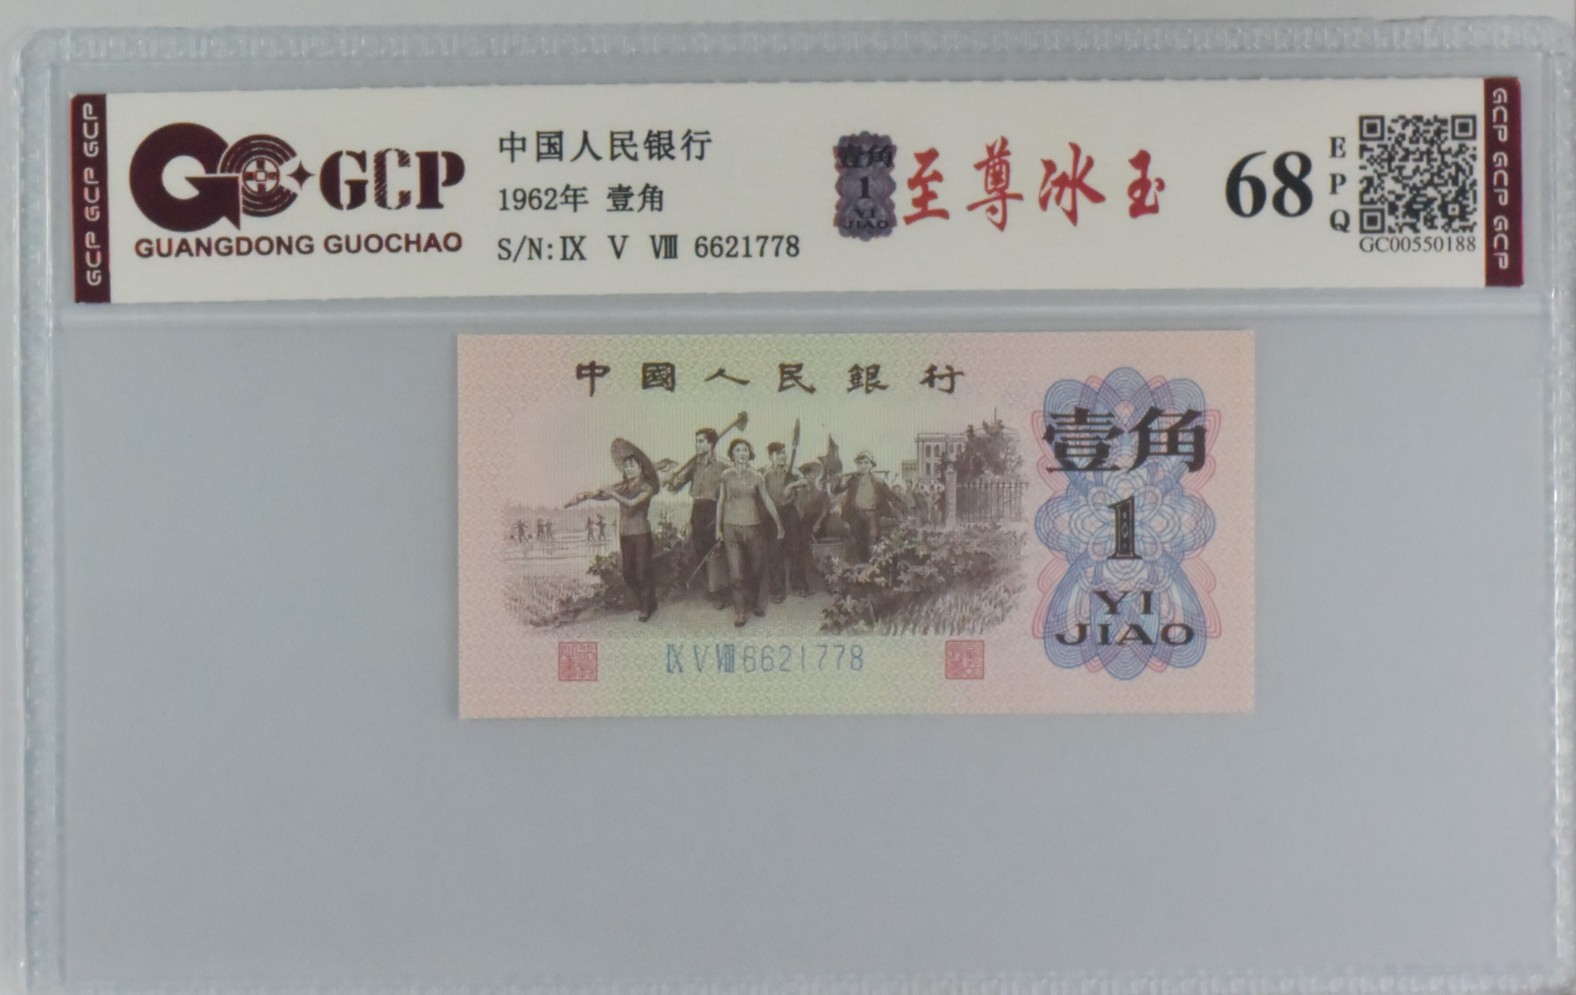 GCP GCP GCP
GCP
GUANGDONG GUOCHAO
中国人民银行
1962年 壹角
S/N:Ⅸ Ⅴ Ⅷ 6621778
壹角
1
YI
JIAO
至尊冰玉
68
EPQ
GC00550188
GCP GCP GCP
中國人民銀行
壹角
1
YI
JIAO
Ⅸ Ⅴ Ⅷ 6621778